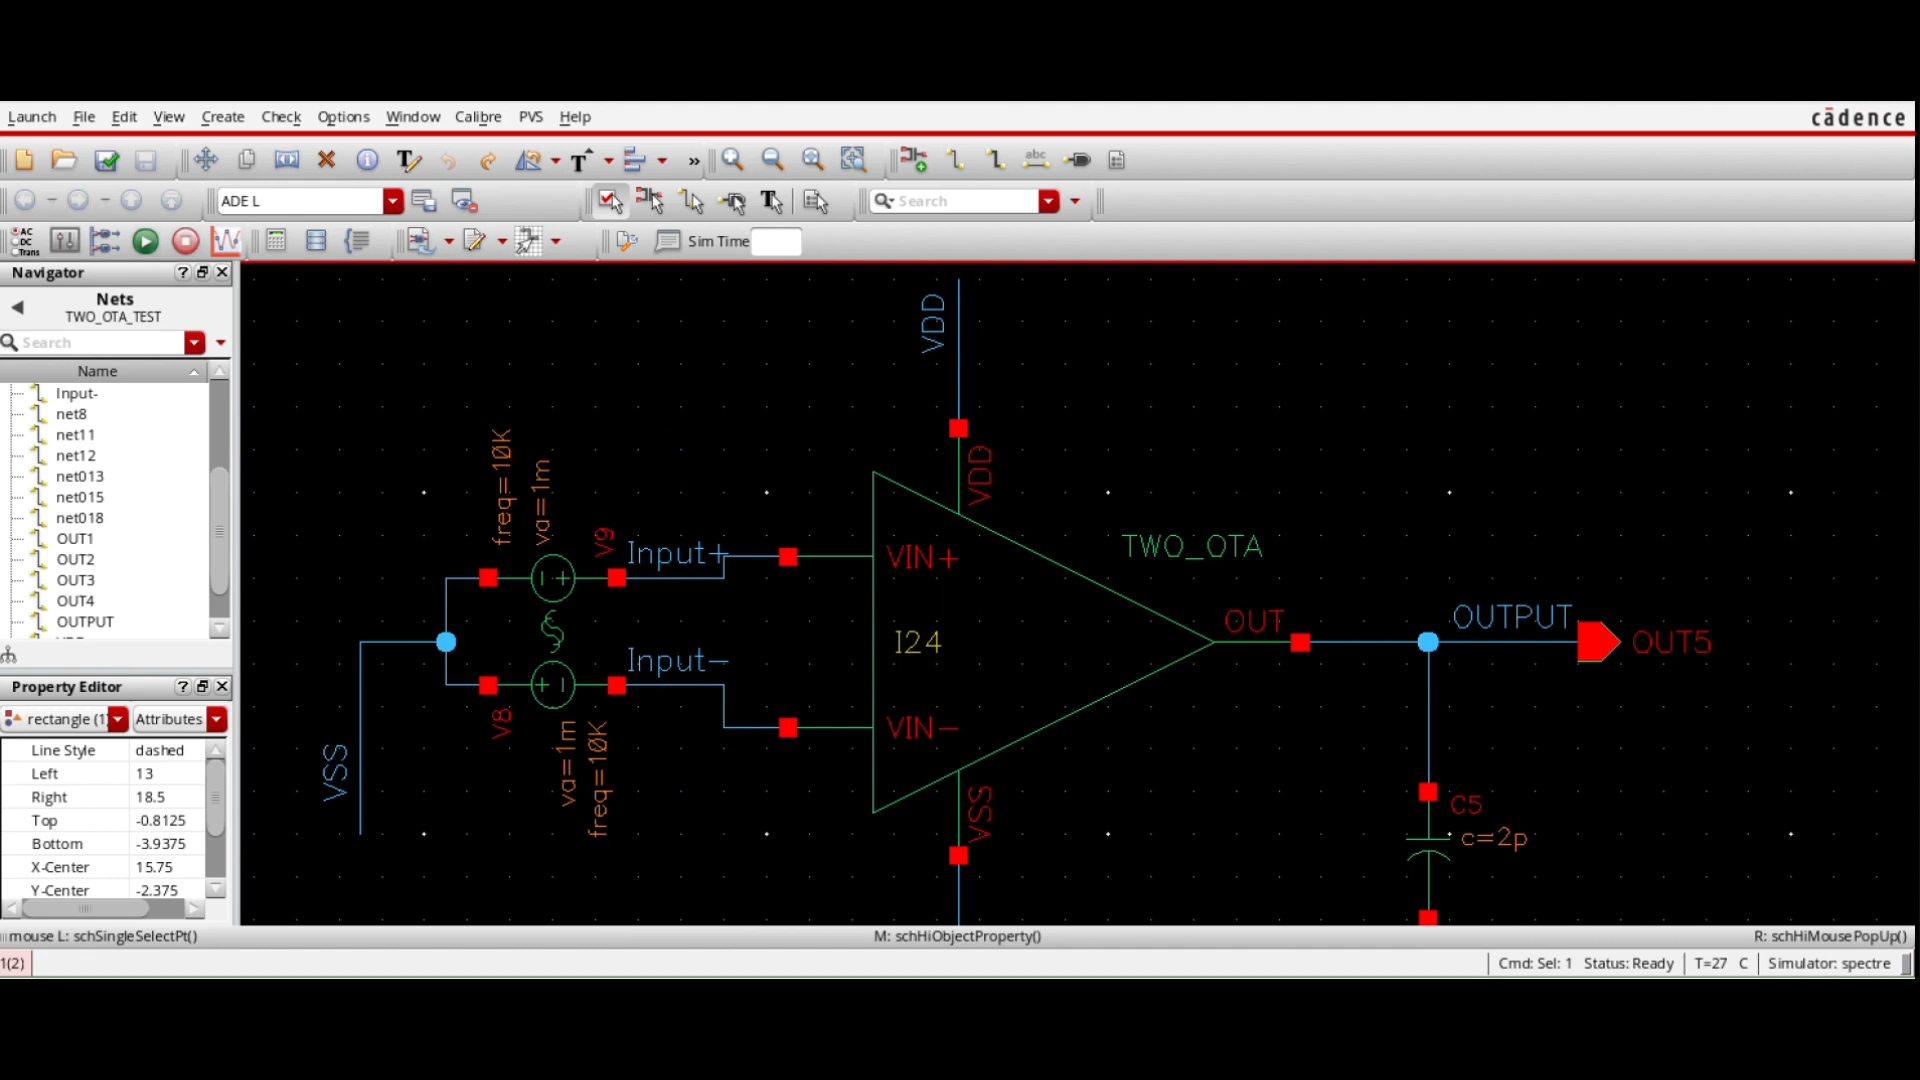 Launch File Edit View Create Check Options Window Calibre PVS Help
cādence
T T
abc
ADE L
T
Search
AC
DC
Trans
Sim Time
Navigator
Nets
TWO_OTA_TEST
Search
Name
Input-
net8
net11
net12
net013
net015
net018
OUT1
OUT2
OUT3
OUT4
OUTPUT
Property Editor
rectangle (1) Attributes
Line Style dashed
Left 13
Right 18.5
Top -0.8125
Bottom -3.9375
X-Center 15.75
Y-Center -2.375
VDD
VDD
freq=10K
va=1m
V9
Input+
VIN+
TWO_OTA
I24
OUT
OUTPUT
OUT5
Input-
VIN-
V8
va=1m
freq=10K
VSS
VSS
C5
c=2p
mouse L: schSingleSelectPt() M: schHiObjectProperty() R: schHiMousePopUp()
1(2) Cmd: Sel: 1 Status: Ready T=27 C Simulator: spectre